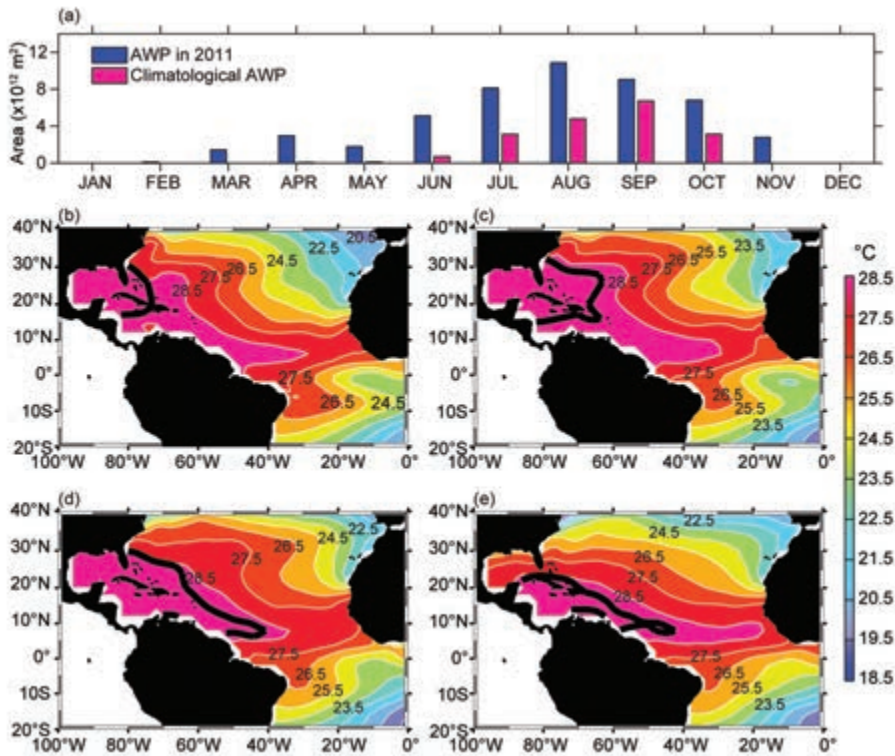 (a)
12
8
4
0
Area (x10¹² m²)
AWP in 2011
Climatological AWP
JAN FEB MAR APR MAY JUN JUL AUG SEP OCT NOV DEC
(b)
40°N
30°N
20°N
10°N
0°
10°S
20°S
100°W 80°W 60°W 40°W 20°W 0°
28.5 27.5 26.5 24.5 22.5 20.5
27.5
26.5 24.5
(c)
40°N
30°N
20°N
10°N
0°
10°S
20°S
100°W 80°W 60°W 40°W 20°W 0°
28.5 27.5 26.5 25.5 23.5
27.5
26.5
25.5
23.5
(d)
40°N
30°N
20°N
10°N
0°
10°S
20°S
100°W 80°W 60°W 40°W 20°W 0°
28.5 27.5 26.5 24.5 22.5
27.5
26.5
25.5
23.5
(e)
40°N
30°N
20°N
10°N
0°
10°S
20°S
100°W 80°W 60°W 40°W 20°W 0°
22.5
24.5
26.5
27.5
28.5
27.5
26.5
25.5
23.5
°C
28.5
27.5
26.5
25.5
24.5
23.5
22.5
21.5
20.5
19.5
18.5